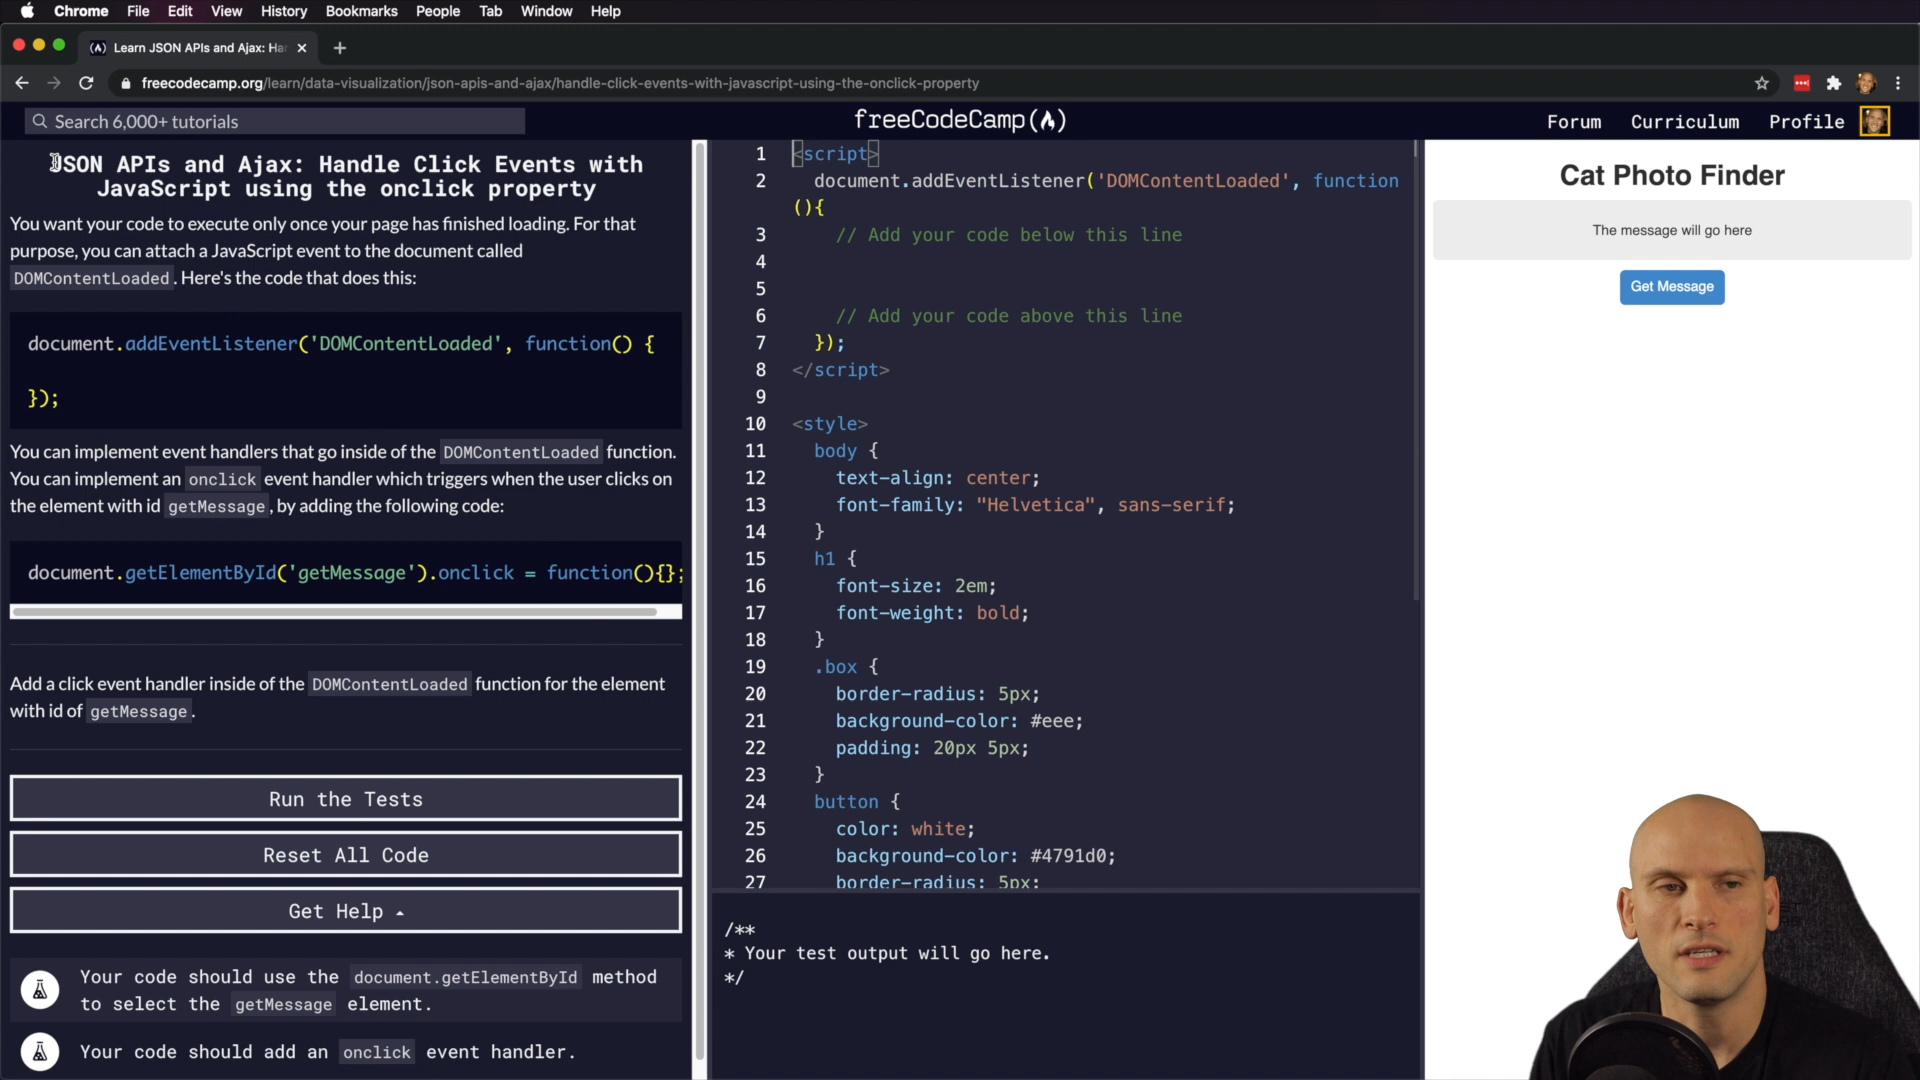 Chrome File Edit View History Bookmarks People Tab Window Help
Learn JSON APIs and Ajax: Ha
freecodecamp.org/learn/data-visualization/json-apis-and-ajax/handle-click-events-with-javascript-using-the-onclick-property
Search 6,000+ tutorials
freeCodeCamp
Forum Curriculum Profile
JSON APIs and Ajax: Handle Click Events with
JavaScript using the onclick property
You want your code to execute only once your page has finished loading. For that
purpose, you can attach a JavaScript event to the document called
DOMContentLoaded. Here's the code that does this:
document.addEventListener('DOMContentLoaded', function() {
});
You can implement event handlers that go inside of the DOMContentLoaded function.
You can implement an onclick event handler which triggers when the user clicks on
the element with id getMessage, by adding the following code:
document.getElementById('getMessage').onclick = function(){};
Add a click event handler inside of the DOMContentLoaded function for the element
with id of getMessage.
Run the Tests
Reset All Code
Get Help
Your code should use the document.getElementById method
to select the getMessage element.
Your code should add an onclick event handler.
1 <script>
2 document.addEventListener('DOMContentLoaded', function
(){
3 // Add your code below this line
4
5
6 // Add your code above this line
7 });
8 </script>
9
10 <style>
11 body {
12 text-align: center;
13 font-family: "Helvetica", sans-serif;
14 }
15 h1 {
16 font-size: 2em;
17 font-weight: bold;
18 }
19 .box {
20 border-radius: 5px;
21 background-color: #eee;
22 padding: 20px 5px;
23 }
24 button {
25 color: white;
26 background-color: #4791d0;
27 border-radius: 5px;
/**
* Your test output will go here.
*/
Cat Photo Finder
The message will go here
Get Message